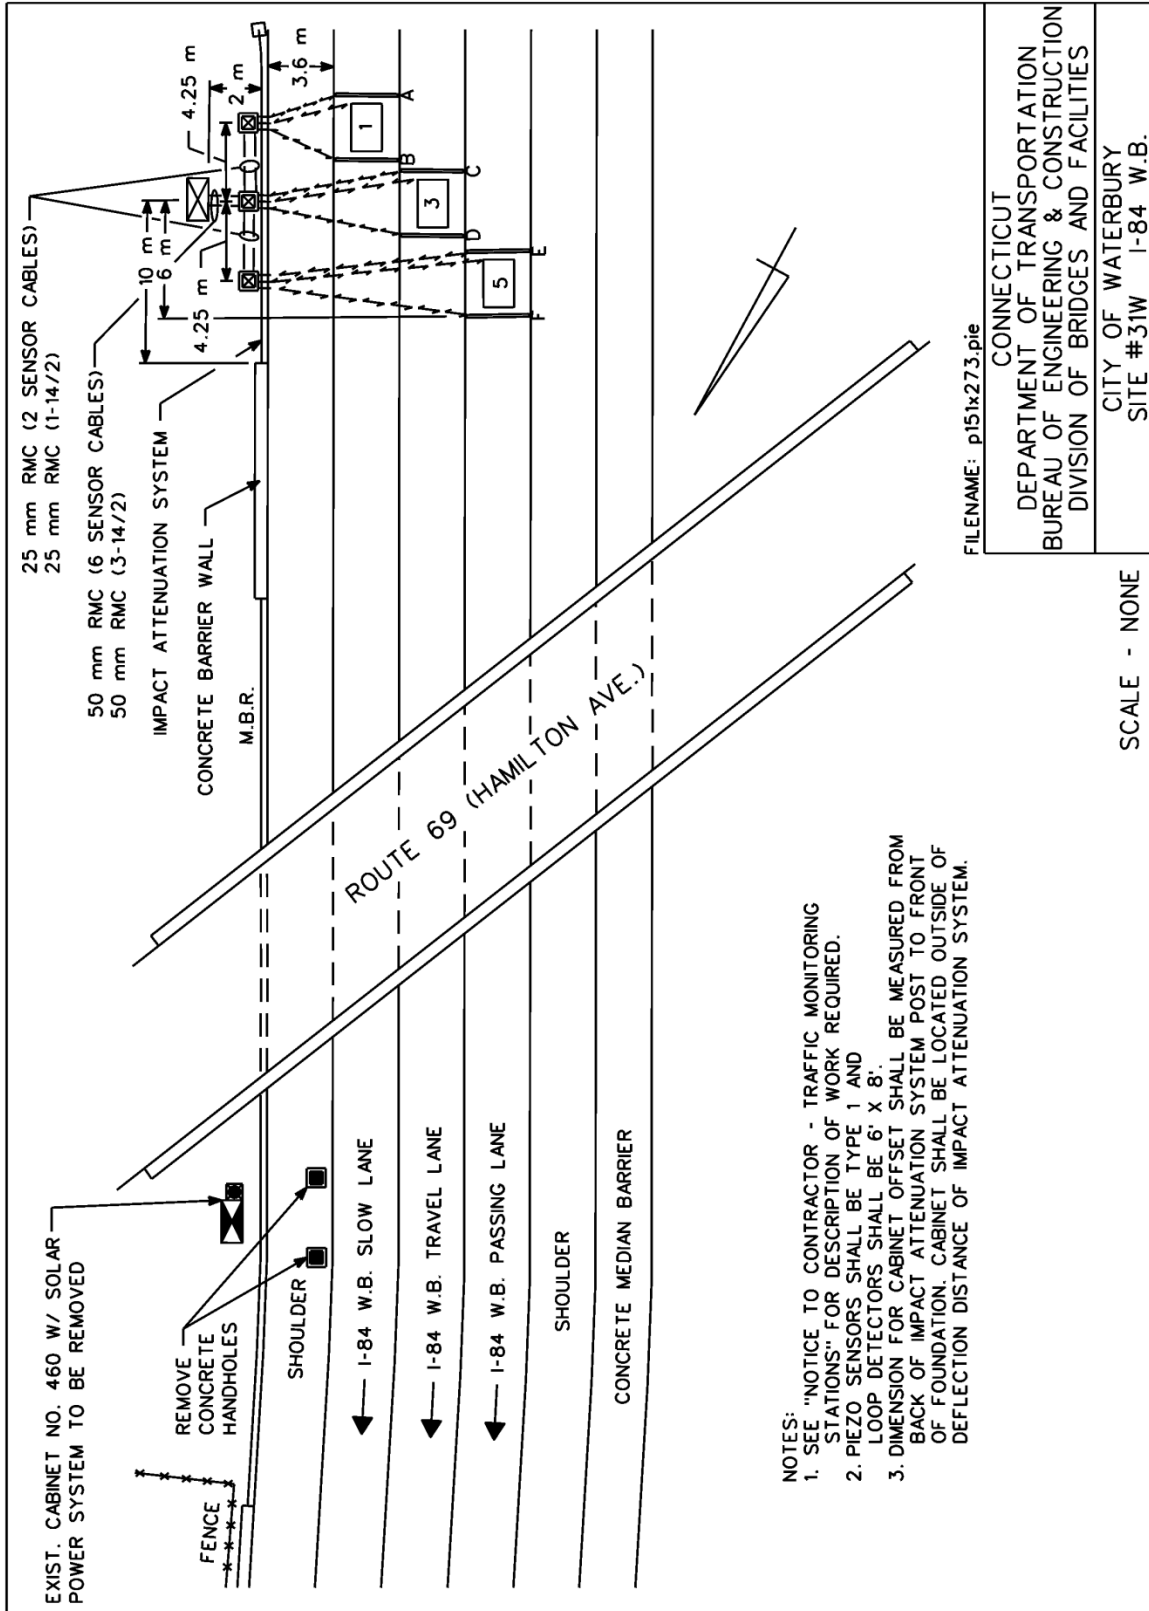 EXIST. CABINET NO. 460 W/ SOLAR
POWER SYSTEM TO BE REMOVED
FENCE
REMOVE
CONCRETE
HANDHOLES
SHOULDER
I-84 W.B. SLOW LANE
I-84 W.B. TRAVEL LANE
I-84 W.B. PASSING LANE
SHOULDER
CONCRETE MEDIAN BARRIER
ROUTE 69 (HAMILTON AVE.)
25 mm RMC (2 SENSOR CABLES)
25 mm RMC (1-14/2)
50 mm RMC (6 SENSOR CABLES)
50 mm RMC (3-14/2)
IMPACT ATTENUATION SYSTEM
CONCRETE BARRIER WALL
M.B.R.
10 m
6 m
4.25 m
4.25 m
2 m
3.6 m
1
A
B
3
C
D
5
E
F
NOTES:
1. SEE "NOTICE TO CONTRACTOR - TRAFFIC MONITORING
STATIONS" FOR DESCRIPTION OF WORK REQUIRED.
2. PIEZO SENSORS SHALL BE TYPE 1 AND
LOOP DETECTORS SHALL BE 6' X 8'.
3. DIMENSION FOR CABINET OFFSET SHALL BE MEASURED FROM
BACK OF IMPACT ATTENUATION SYSTEM POST TO FRONT
OF FOUNDATION. CABINET SHALL BE LOCATED OUTSIDE OF
DEFLECTION DISTANCE OF IMPACT ATTENUATION SYSTEM.
FILENAME: p151x273.pie
CONNECTICUT
DEPARTMENT OF TRANSPORTATION
BUREAU OF ENGINEERING & CONSTRUCTION
DIVISION OF BRIDGES AND FACILITIES
CITY OF WATERBURY
SITE #31W I-84 W.B.
SCALE - NONE